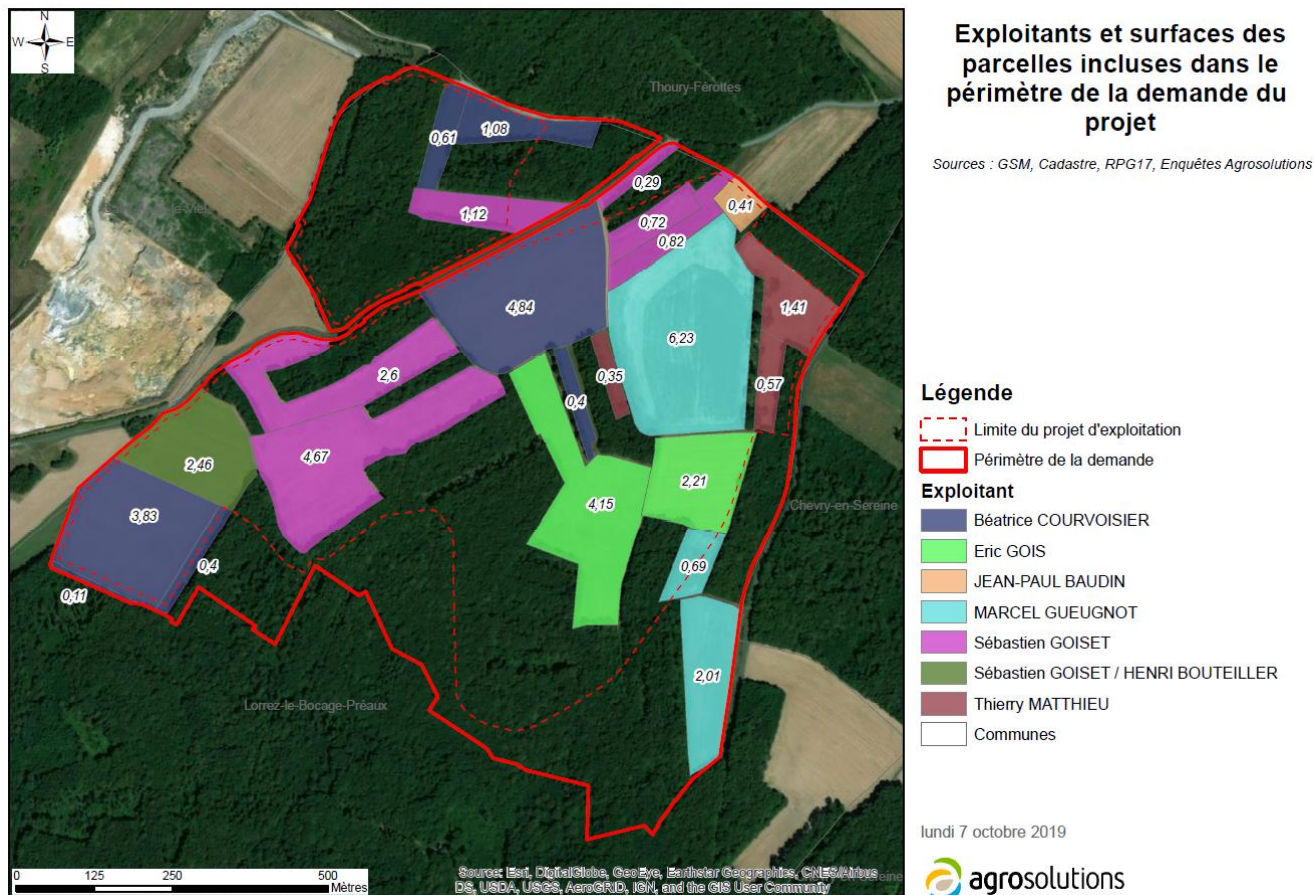 Exploitants et surfaces des
parcelles incluses dans le
périmètre de la demande du
projet
Sources : GSM, Cadastre, RPG17, Enquêtes Agrosolutions
N
W E
S
Thoury-Férottes
0,61
1,08
1,12
0,29
0,72
0,82
0,41
4,84
6,23
1,41
0,57
0,35
0,4
2,6
4,67
2,46
3,83
0,4
0,11
4,15
2,21
0,69
2,01
Chevry-en-Sereine
Lorrez-le-Bocage-Préaux
0 125 250 500
Mètres
Source: Esri, DigitalGlobe, GeoEye, Earthstar Geographics, CNES/Airbus
DS, USDA, USGS, AeroGRID, IGN, and the GIS User Community
Légende
Limite du projet d'exploitation
Périmètre de la demande
Exploitant
Béatrice COURVOISIER
Eric GOIS
JEAN-PAUL BAUDIN
MARCEL GUEUGNOT
Sébastien GOISET
Sébastien GOISET / HENRI BOUTEILLER
Thierry MATTHIEU
Communes
lundi 7 octobre 2019
agrosolutions